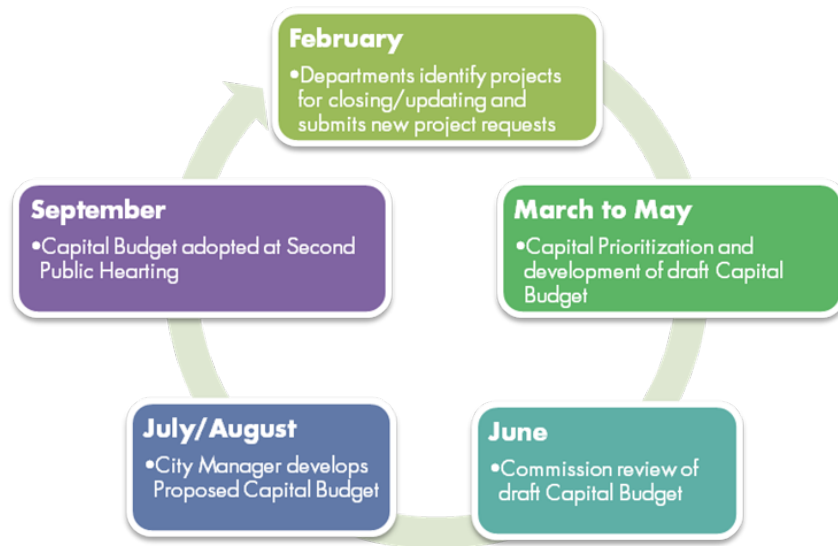 February
•Departments identify projects
for closing/updating and
submits new project requests
March to May
•Capital Prioritization and
development of draft Capital
Budget
June
•Commission review of
draft Capital Budget
July/August
•City Manager develops
Proposed Capital Budget
September
•Capital Budget adopted at Second
Public Hearting